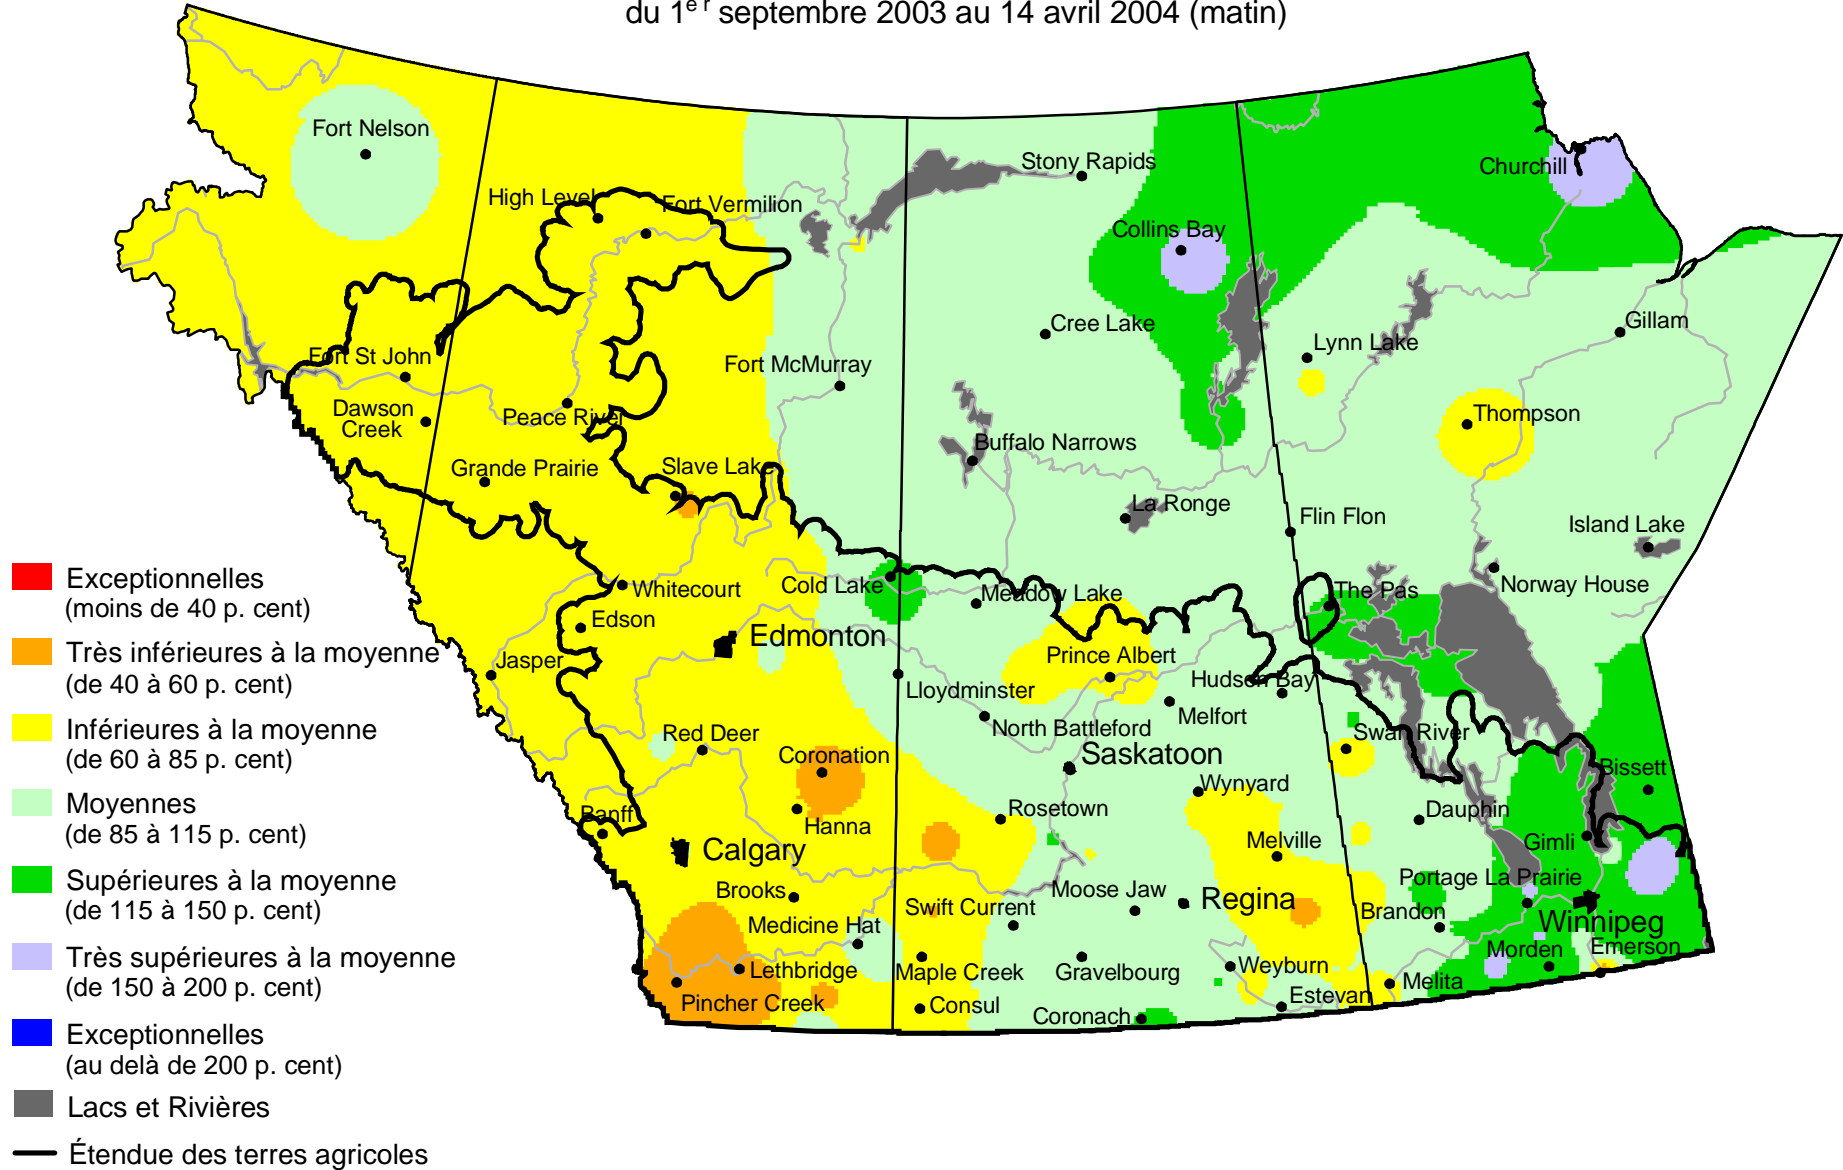 du 1er septembre 2003 au 14 avril 2004 (matin)
Fort Nelson
Churchill
Stony Rapids
High Level
Fort Vermilion
Collins Bay
Cree Lake
Gillam
Lynn Lake
Fort St John
Fort McMurray
Dawson
Creek
Peace River
Thompson
Buffalo Narrows
Grande Prairie
Slave Lake
La Ronge
Flin Flon
Island Lake
Whitecourt
Cold Lake
Meadow Lake
The Pas
Norway House
Edson
Edmonton
Jasper
Prince Albert
Hudson Bay
Lloydminster
Melfort
North Battleford
Red Deer
Swan River
Coronation
Saskatoon
Bissett
Wynyard
Banff
Hanna
Rosetown
Dauphin
Melville
Gimli
Calgary
Portage La Prairie
Brooks
Moose Jaw
Regina
Swift Current
Brandon
Medicine Hat
Winnipeg
Morden
Emerson
Lethbridge
Maple Creek
Gravelbourg
Weyburn
Melita
Pincher Creek
Consul
Estevan
Coronach
Exceptionnelles
(moins de 40 p. cent)
Très inférieures à la moyenne
(de 40 à 60 p. cent)
Inférieures à la moyenne
(de 60 à 85 p. cent)
Moyennes
(de 85 à 115 p. cent)
Supérieures à la moyenne
(de 115 à 150 p. cent)
Très supérieures à la moyenne
(de 150 à 200 p. cent)
Exceptionnelles
(au delà de 200 p. cent)
Lacs et Rivières
Étendue des terres agricoles